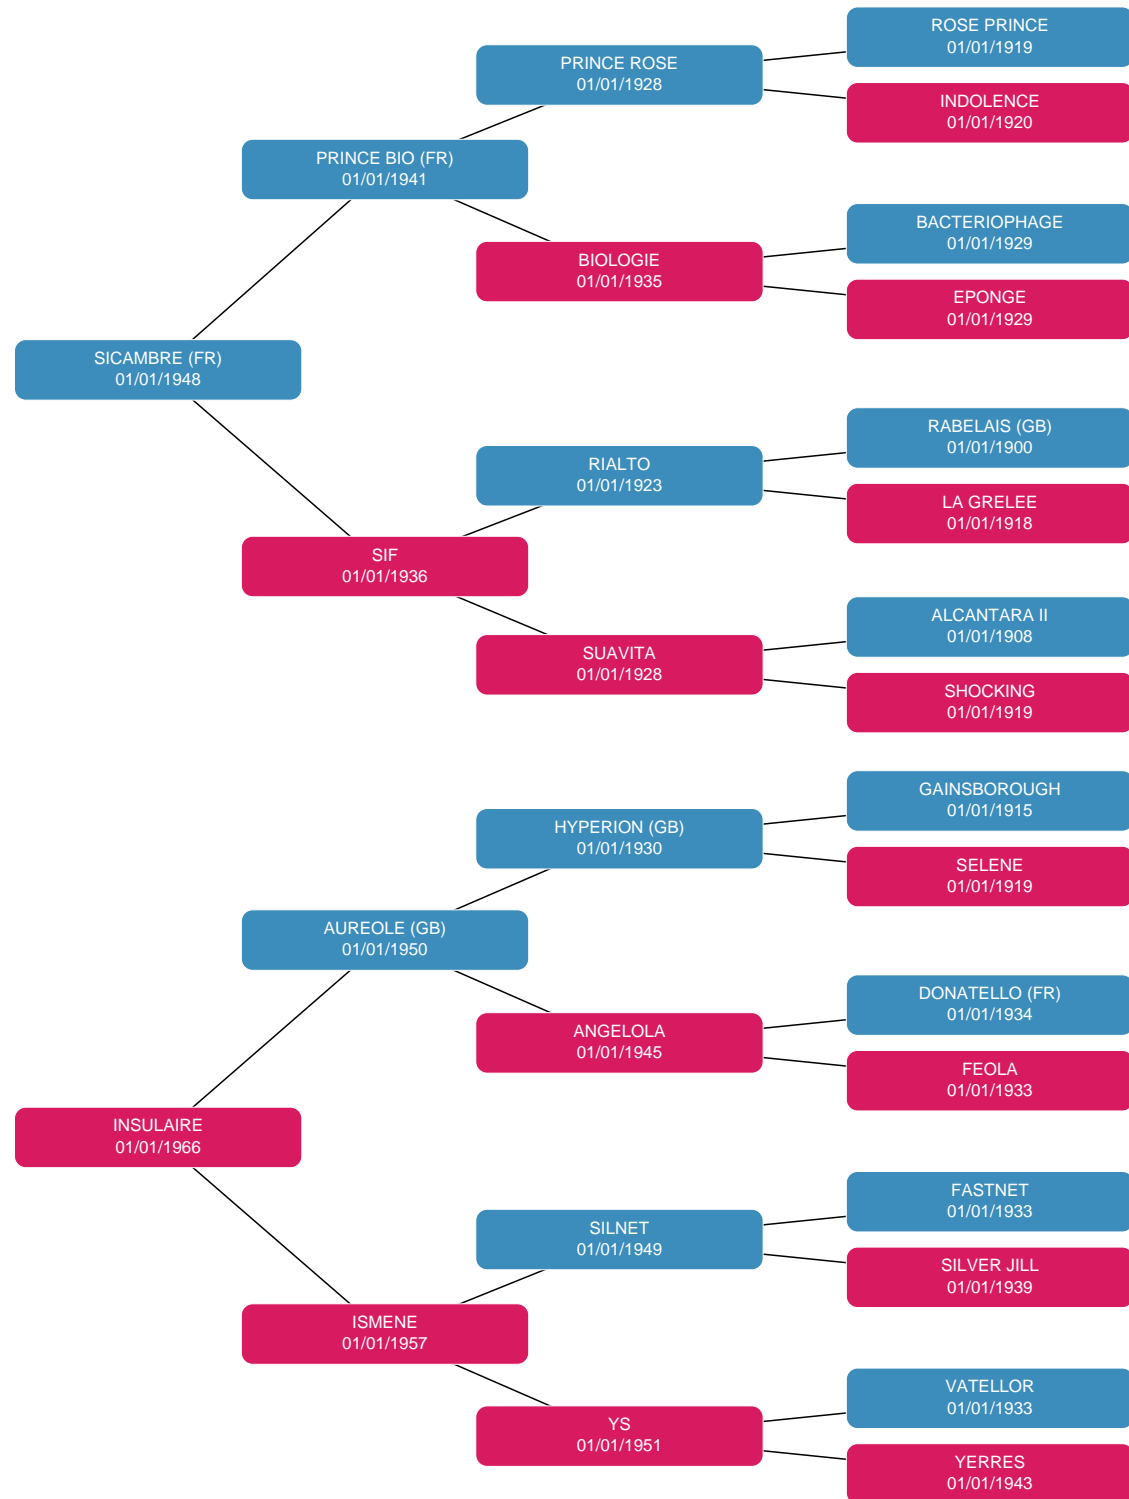 ROSE PRINCE
01/01/1919
PRINCE ROSE
01/01/1928
INDOLENCE
01/01/1920
PRINCE BIO (FR)
01/01/1941
BACTERIOPHAGE
01/01/1929
BIOLOGIE
01/01/1935
EPONGE
01/01/1929
SICAMBRE (FR)
01/01/1948
RABELAIS (GB)
01/01/1900
RIALTO
01/01/1923
LA GRELEE
01/01/1918
SIF
01/01/1936
ALCANTARA II
01/01/1908
SUAVITA
01/01/1928
SHOCKING
01/01/1919
GAINSBOROUGH
01/01/1915
HYPERION (GB)
01/01/1930
SELENE
01/01/1919
AUREOLE (GB)
01/01/1950
DONATELLO (FR)
01/01/1934
ANGELOLA
01/01/1945
FEOLA
01/01/1933
INSULAIRE
01/01/1966
FASTNET
01/01/1933
SILNET
01/01/1949
SILVER JILL
01/01/1939
ISMENE
01/01/1957
VATELLOR
01/01/1933
YS
01/01/1951
YERRES
01/01/1943